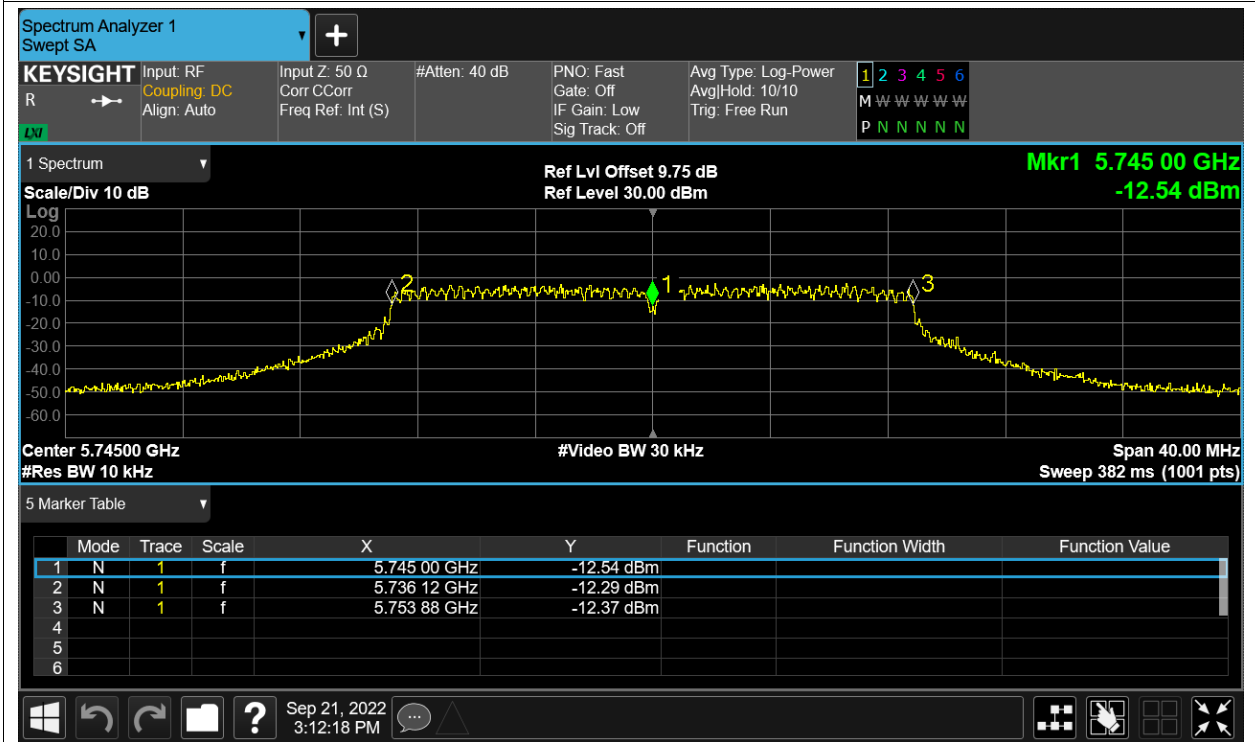 Spectrum Analyzer 1
Swept SA
+
KEYSIGHT
R
LXI
Input: RF
Coupling: DC
Align: Auto
Input Z: 50 Ω
Corr CCorr
Freq Ref: Int (S)
#Atten: 40 dB
PNO: Fast
Gate: Off
IF Gain: Low
Sig Track: Off
Avg Type: Log-Power
Avg|Hold: 10/10
Trig: Free Run
1 2 3 4 5 6
M W W W W W
P N N N N N
1 Spectrum
Scale/Div 10 dB
Ref Lvl Offset 9.75 dB
Ref Level 30.00 dBm
Mkr1 5.745 00 GHz
-12.54 dBm
Log
20.0
10.0
0.00
-10.0
-20.0
-30.0
-40.0
-50.0
-60.0
2
1
3
Center 5.74500 GHz
#Video BW 30 kHz
Span 40.00 MHz
#Res BW 10 kHz
Sweep 382 ms (1001 pts)
5 Marker Table
Mode Trace Scale X Y Function Function Width Function Value
1 N 1 f 5.745 00 GHz -12.54 dBm
2 N 1 f 5.736 12 GHz -12.29 dBm
3 N 1 f 5.753 88 GHz -12.37 dBm
4
5
6
?
Sep 21, 2022
3:12:18 PM